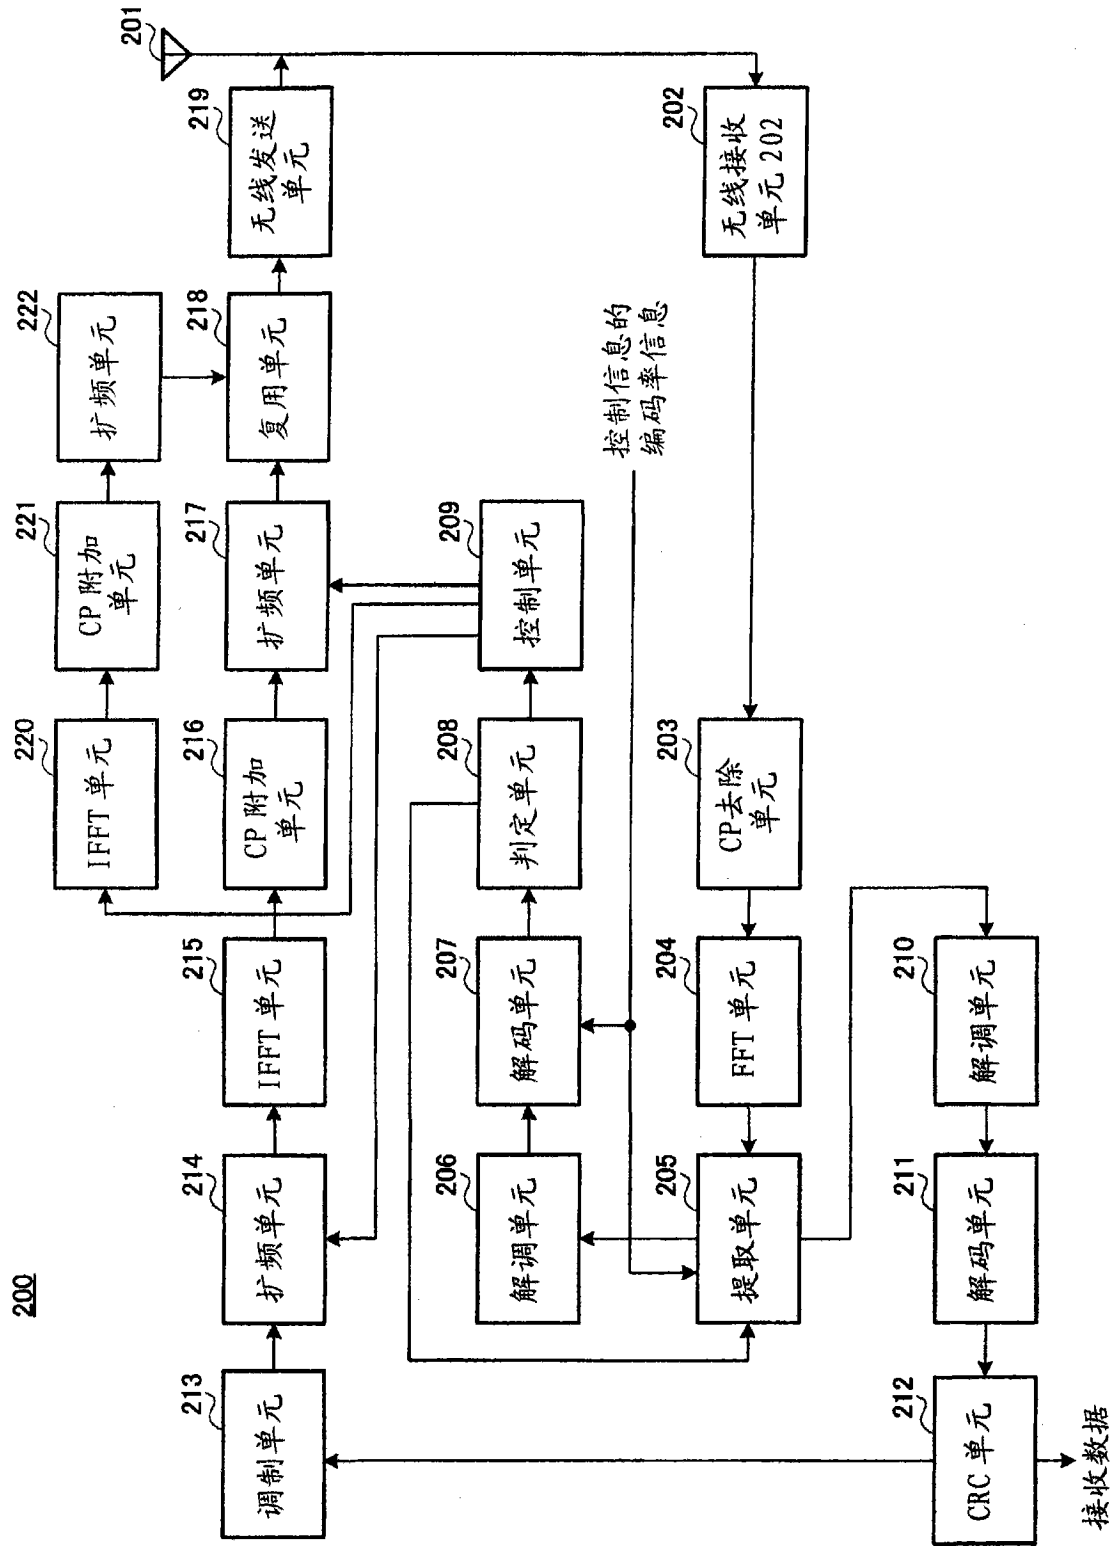 200
201
213
调制单元
214
扩频单元
215
IFFT 单元
216
CP 附加
单元
217
扩频单元
218
复用单元
219
无线发送
单元
220
IFFT 单元
221
CP 附加
单元
222
扩频单元
206
解调单元
207
解码单元
208
判定单元
209
控制单元
控制信息的
编码率信息
205
提取单元
204
FFT 单元
203
CP去除
单元
202
无线接收
单元202
212
CRC 单元
211
解码单元
210
解调单元
接收数据